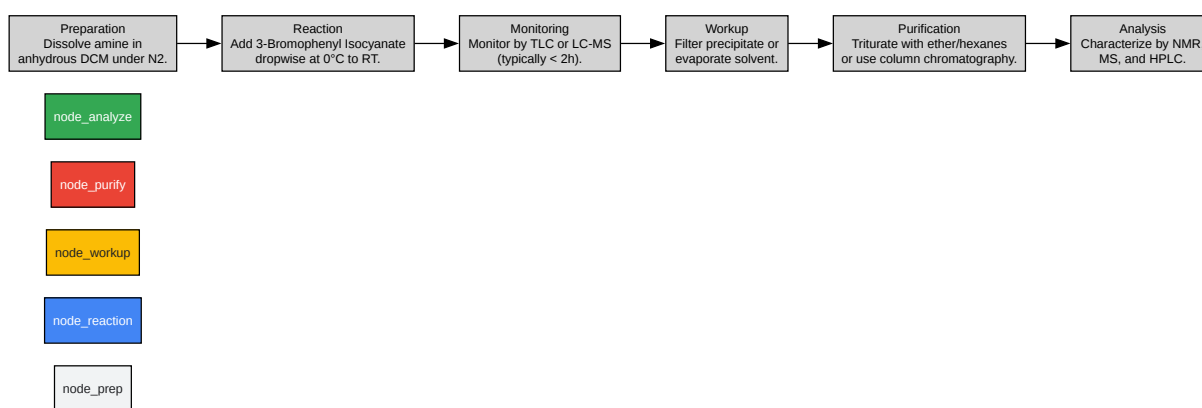 Preparation
Dissolve amine in
anhydrous DCM under N2.
Reaction
Add 3-Bromophenyl Isocyanate
dropwise at 0°C to RT.
Monitoring
Monitor by TLC or LC-MS
(typically < 2h).
Workup
Filter precipitate or
evaporate solvent.
Purification
Triturate with ether/hexanes
or use column chromatography.
Analysis
Characterize by NMR
MS, and HPLC.
node_analyze
node_purify
node_workup
node_reaction
node_prep